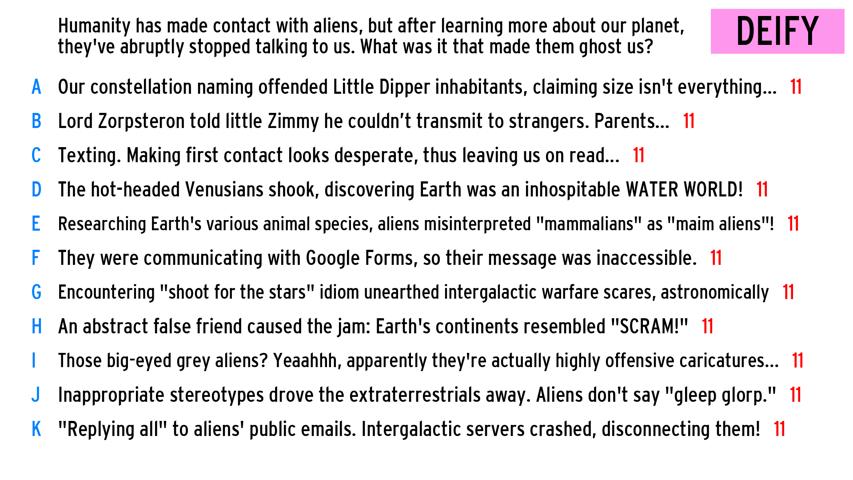 Humanity has made contact with aliens, but after learning more about our planet,
they've abruptly stopped talking to us. What was it that made them ghost us?
DEIFY
A Our constellation naming offended Little Dipper inhabitants, claiming size isn't everything... 11
B Lord Zorpsteron told little Zimmy he couldn’t transmit to strangers. Parents... 11
C Texting. Making first contact looks desperate, thus leaving us on read... 11
D The hot-headed Venusians shook, discovering Earth was an inhospitable WATER WORLD! 11
E Researching Earth's various animal species, aliens misinterpreted "mammalians" as "maim aliens"! 11
F They were communicating with Google Forms, so their message was inaccessible. 11
G Encountering "shoot for the stars" idiom unearthed intergalactic warfare scares, astronomically 11
H An abstract false friend caused the jam: Earth's continents resembled "SCRAM!" 11
I Those big-eyed grey aliens? Yeaahhh, apparently they're actually highly offensive caricatures... 11
J Inappropriate stereotypes drove the extraterrestrials away. Aliens don't say "gleep glorp." 11
K "Replying all" to aliens' public emails. Intergalactic servers crashed, disconnecting them! 11